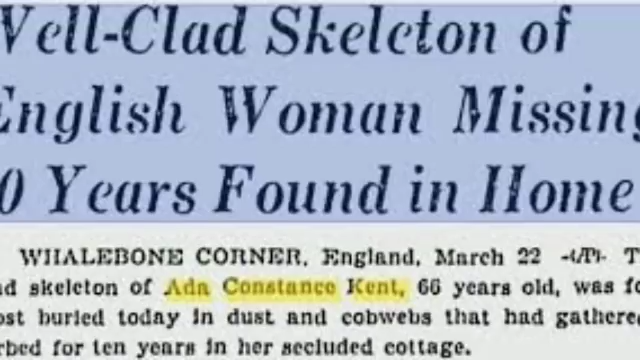 Well-Clad Skeleton of
English Woman Missing
0 Years Found in Home
WHALEBONE CORNER, England, March 22 -(AP)- T
d skeleton of Ada Constance Kent, 66 years old, was fo
ost buried today in dust and cobwebs that had gathere
rbed for ten years in her secluded cottage.